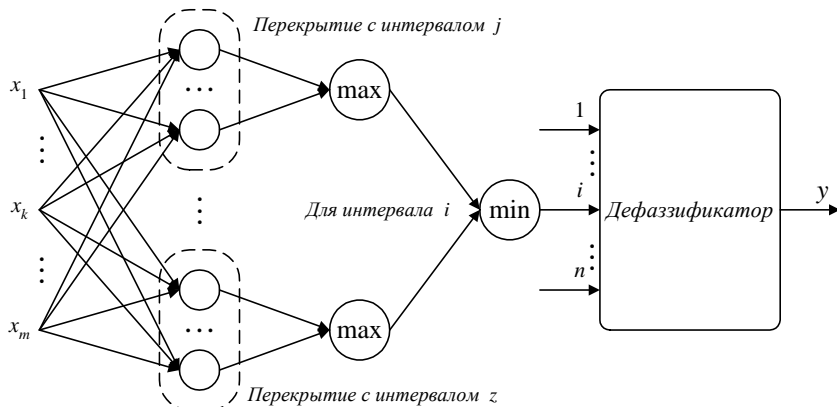 Перекрытие с интервалом j
x1
...
max
1
...
xk
...
Для интервала i
min
i
Дефаззификатор
y
...
n
xm
...
max
Перекрытие с интервалом z